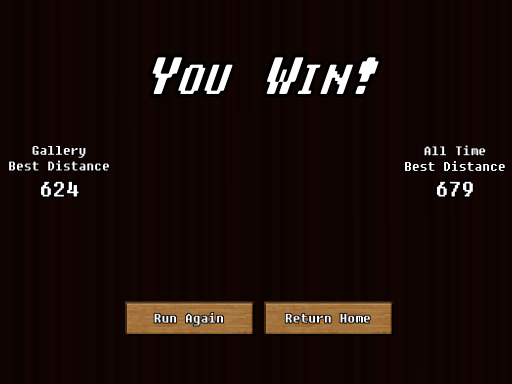 You Win!
Gallery
Best Distance
624
All Time
Best Distance
679
Run Again
Return Home